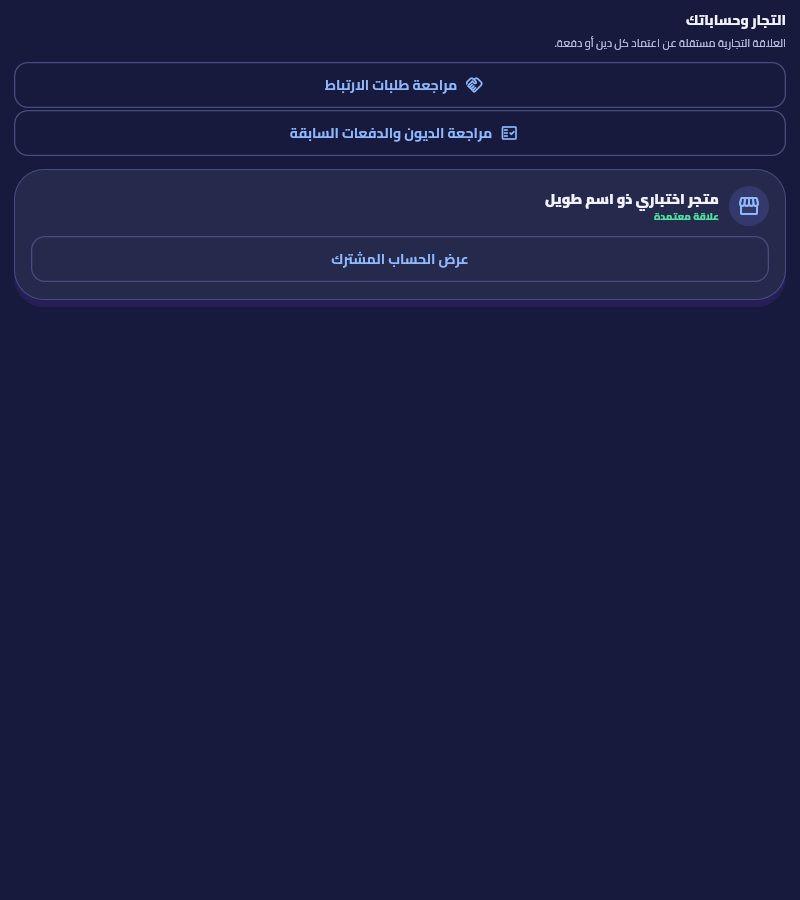 التجار وحساباتك
العلاقة التجارية مستقلة عن اعتماد كل دين أو دفعة.
مراجعة طلبات الارتباط
مراجعة الديون والدفعات السابقة
متجر اختباري ذو اسم طويل
علاقة معتمدة
عرض الحساب المشترك